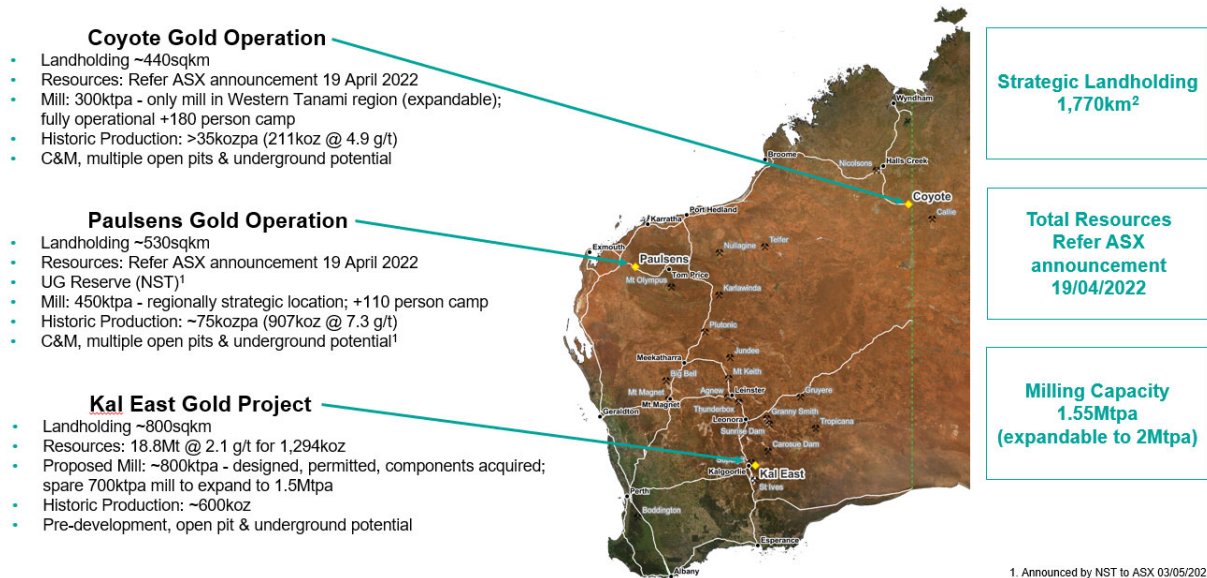 Coyote Gold Operation
• Landholding ~440sqkm
• Resources: Refer ASX announcement 19 April 2022
• Mill: 300ktpa - only mill in Western Tanami region (expandable);
fully operational +180 person camp
• Historic Production: >35kozpa (211koz @ 4.9 g/t)
• C&M, multiple open pits & underground potential
Paulsens Gold Operation
• Landholding ~530sqkm
• Resources: Refer ASX announcement 19 April 2022
• UG Reserve (NST)¹
• Mill: 450ktpa - regionally strategic location; +110 person camp
• Historic Production: ~75kozpa (907koz @ 7.3 g/t)
• C&M, multiple open pits & underground potential¹
Kal East Gold Project
• Landholding ~800sqkm
• Resources: 18.8Mt @ 2.1 g/t for 1,294koz
• Proposed Mill: ~800ktpa - designed, permitted, components acquired;
spare 700ktpa mill to expand to 1.5Mtpa
• Historic Production: ~600koz
• Pre-development, open pit & underground potential
Wyndham
Broome
Nicolsons
Halls Creek
Coyote
Callie
Port Hedland
Karratha
Exmouth
Nullagine
Telfer
Paulsens
Tom Price
Mt Olympus
Karlawinda
Plutonic
Meekatharra
Jundee
Big Bell
Mt Keith
Mt Magnet
Agnew
Leinster
Gruyere
Mt Magnet
Geraldton
Thunderbox
Granny Smith
Leonora
Sunrise Dam
Tropicana
Carosue Dam
Kalgoorlie
Kal East
St Ives
Perth
Boddington
Esperance
Albany
Strategic Landholding
1,770km²
Total Resources
Refer ASX
announcement
19/04/2022
Milling Capacity
1.55Mtpa
(expandable to 2Mtpa)
1. Announced by NST to ASX 03/05/202